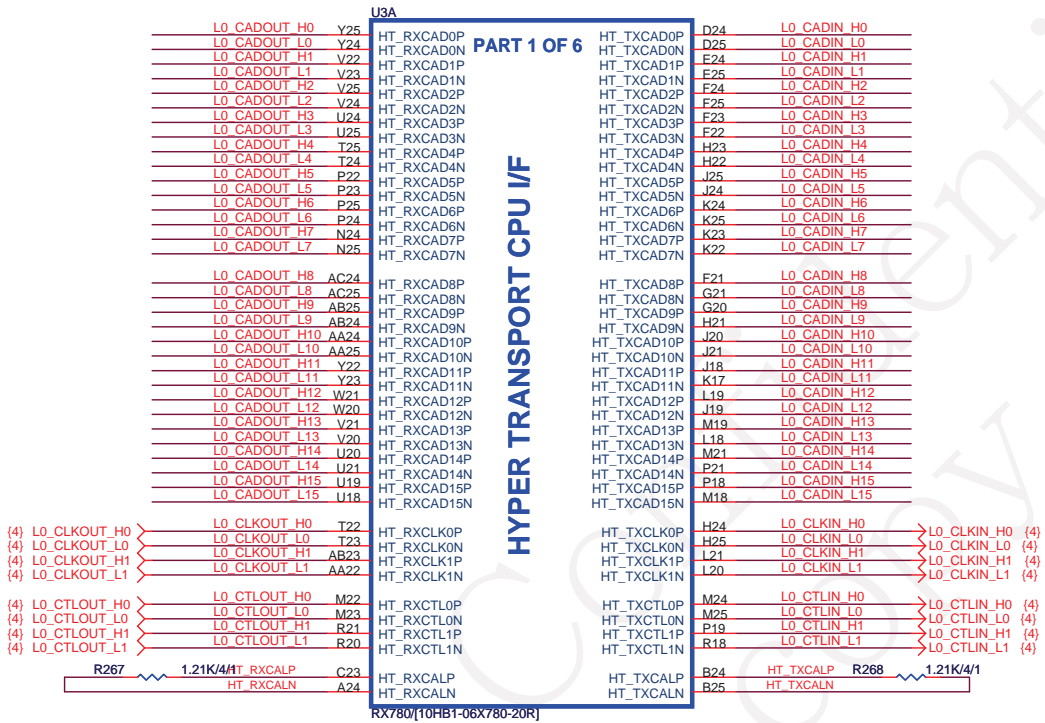 U3A
PART 1 OF 6
HYPER TRANSPORT CPU I/F
L0_CADOUT_H0 Y25 HT_RXCAD0P HT_TXCAD0P D24 L0_CADIN_H0
L0_CADOUT_L0 Y24 HT_RXCAD0N HT_TXCAD0N D25 L0_CADIN_L0
L0_CADOUT_H1 V22 HT_RXCAD1P HT_TXCAD1P E24 L0_CADIN_H1
L0_CADOUT_L1 V23 HT_RXCAD1N HT_TXCAD1N E25 L0_CADIN_L1
L0_CADOUT_H2 V25 HT_RXCAD2P HT_TXCAD2P F24 L0_CADIN_H2
L0_CADOUT_L2 V24 HT_RXCAD2N HT_TXCAD2N F25 L0_CADIN_L2
L0_CADOUT_H3 U24 HT_RXCAD3P HT_TXCAD3P F23 L0_CADIN_H3
L0_CADOUT_L3 U25 HT_RXCAD3N HT_TXCAD3N F22 L0_CADIN_L3
L0_CADOUT_H4 T25 HT_RXCAD4P HT_TXCAD4P H23 L0_CADIN_H4
L0_CADOUT_L4 T24 HT_RXCAD4N HT_TXCAD4N H22 L0_CADIN_L4
L0_CADOUT_H5 P22 HT_RXCAD5P HT_TXCAD5P J25 L0_CADIN_H5
L0_CADOUT_L5 P23 HT_RXCAD5N HT_TXCAD5N J24 L0_CADIN_L5
L0_CADOUT_H6 P25 HT_RXCAD6P HT_TXCAD6P K24 L0_CADIN_H6
L0_CADOUT_L6 P24 HT_RXCAD6N HT_TXCAD6N K25 L0_CADIN_L6
L0_CADOUT_H7 N24 HT_RXCAD7P HT_TXCAD7P K23 L0_CADIN_H7
L0_CADOUT_L7 N25 HT_RXCAD7N HT_TXCAD7N K22 L0_CADIN_L7
L0_CADOUT_H8 AC24 HT_RXCAD8P HT_TXCAD8P F21 L0_CADIN_H8
L0_CADOUT_L8 AC25 HT_RXCAD8N HT_TXCAD8N G21 L0_CADIN_L8
L0_CADOUT_H9 AB25 HT_RXCAD9P HT_TXCAD9P G20 L0_CADIN_H9
L0_CADOUT_L9 AB24 HT_RXCAD9N HT_TXCAD9N H21 L0_CADIN_L9
L0_CADOUT_H10 AA24 HT_RXCAD10P HT_TXCAD10P J20 L0_CADIN_H10
L0_CADOUT_L10 AA25 HT_RXCAD10N HT_TXCAD10N J21 L0_CADIN_L10
L0_CADOUT_H11 Y22 HT_RXCAD11P HT_TXCAD11P J18 L0_CADIN_H11
L0_CADOUT_L11 Y23 HT_RXCAD11N HT_TXCAD11N K17 L0_CADIN_L11
L0_CADOUT_H12 W21 HT_RXCAD12P HT_TXCAD12P L19 L0_CADIN_H12
L0_CADOUT_L12 W20 HT_RXCAD12N HT_TXCAD12N J19 L0_CADIN_L12
L0_CADOUT_H13 V21 HT_RXCAD13P HT_TXCAD13P M19 L0_CADIN_H13
L0_CADOUT_L13 V20 HT_RXCAD13N HT_TXCAD13N L18 L0_CADIN_L13
L0_CADOUT_H14 U20 HT_RXCAD14P HT_TXCAD14P M21 L0_CADIN_H14
L0_CADOUT_L14 U21 HT_RXCAD14N HT_TXCAD14N P21 L0_CADIN_L14
L0_CADOUT_H15 U19 HT_RXCAD15P HT_TXCAD15P P18 L0_CADIN_H15
L0_CADOUT_L15 U18 HT_RXCAD15N HT_TXCAD15N M18 L0_CADIN_L15
{4} L0_CLKOUT_H0 L0_CLKOUT_H0 T22 HT_RXCLK0P HT_TXCLK0P H24 L0_CLKIN_H0 L0_CLKIN_H0 {4}
{4} L0_CLKOUT_L0 L0_CLKOUT_L0 T23 HT_RXCLK0N HT_TXCLK0N H25 L0_CLKIN_L0 L0_CLKIN_L0 {4}
{4} L0_CLKOUT_H1 L0_CLKOUT_H1 AB23 HT_RXCLK1P HT_TXCLK1P L21 L0_CLKIN_H1 L0_CLKIN_H1 {4}
{4} L0_CLKOUT_L1 L0_CLKOUT_L1 AA22 HT_RXCLK1N HT_TXCLK1N L20 L0_CLKIN_L1 L0_CLKIN_L1 {4}
{4} L0_CTLOUT_H0 L0_CTLOUT_H0 M22 HT_RXCTL0P HT_TXCTL0P M24 L0_CTLIN_H0 L0_CTLIN_H0 {4}
{4} L0_CTLOUT_L0 L0_CTLOUT_L0 M23 HT_RXCTL0N HT_TXCTL0N M25 L0_CTLIN_L0 L0_CTLIN_L0 {4}
{4} L0_CTLOUT_H1 L0_CTLOUT_H1 R21 HT_RXCTL1P HT_TXCTL1P P19 L0_CTLIN_H1 L0_CTLIN_H1 {4}
{4} L0_CTLOUT_L1 L0_CTLOUT_L1 R20 HT_RXCTL1N HT_TXCTL1N R18 L0_CTLIN_L1 L0_CTLIN_L1 {4}
R267 1.21K/4/1 HT_RXCALP C23 HT_RXCALP HT_TXCALP B24 HT_TXCALP R268 1.21K/4/1
HT_RXCALN A24 HT_RXCALN HT_TXCALN B25 HT_TXCALN
RX780/[10HB1-06X780-20R]